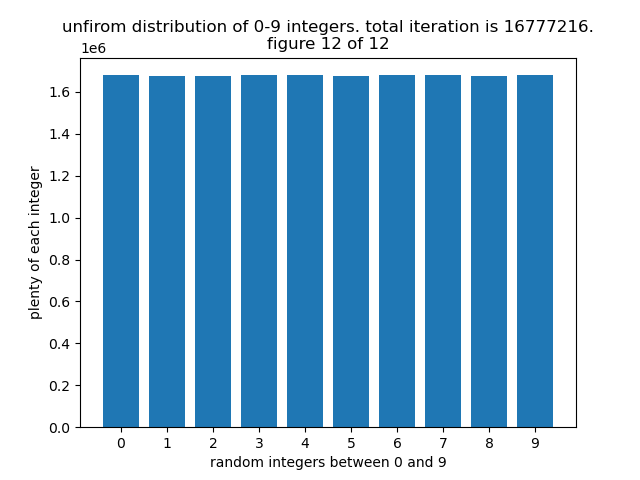 unfirom distribution of 0-9 integers. total iteration is 16777216.
figure 12 of 12
1e6
1.6
1.4
1.2
1.0
0.8
0.6
0.4
0.2
0.0
plenty of each integer
0 1 2 3 4 5 6 7 8 9
random integers between 0 and 9